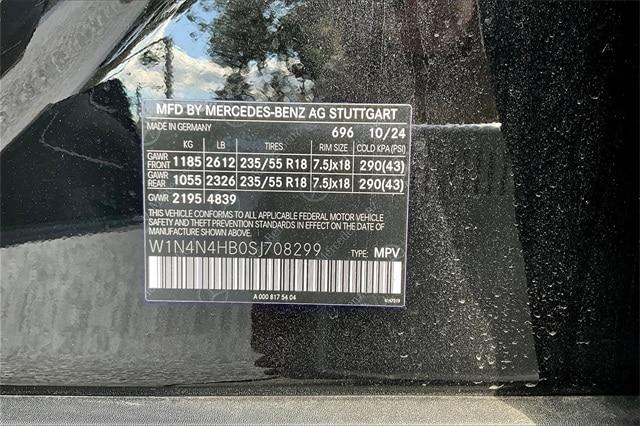 MFD BY MERCEDES-BENZ AG STUTTGART
MADE IN GERMANY 696 10/24
KG LB TIRE SIZE RIM SIZE COLD KPA(PSI)
GAWR FRONT 1185 2612 235/55 R18 7.5Jx18 290(43)
GAWR REAR 1055 2326 235/55 R18 7.5Jx18 290(43)
GVWR 2195 4839
THIS VEHICLE CONFORMS TO ALL APPLICABLE FEDERAL MOTOR VEHICLE
SAFETY AND THEFT PREVENTION STANDARDS IN EFFECT ON THE DATE OF
MANUFACTURE SHOWN ABOVE.
W1N4N4HB0SJ708299 TYPE: MPV
A 000 817 54 04